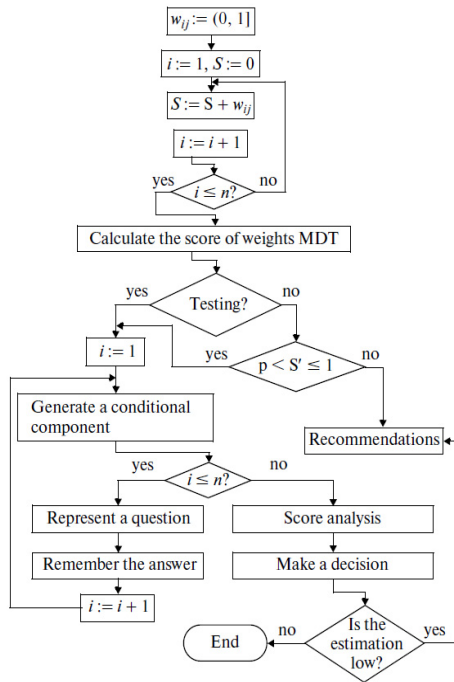 w_ij := (0, 1]
i := 1, S := 0
S := S + w_ij
i := i + 1
yes
i ≤ n?
no
Calculate the score of weights MDT
yes
Testing?
no
i := 1
yes
p < S′ ≤ 1
no
Generate a conditional
component
Recommendations
yes
i ≤ n?
no
Represent a question
Score analysis
Remember the answer
Make a decision
i := i + 1
End
no
Is the
estimation
low?
yes